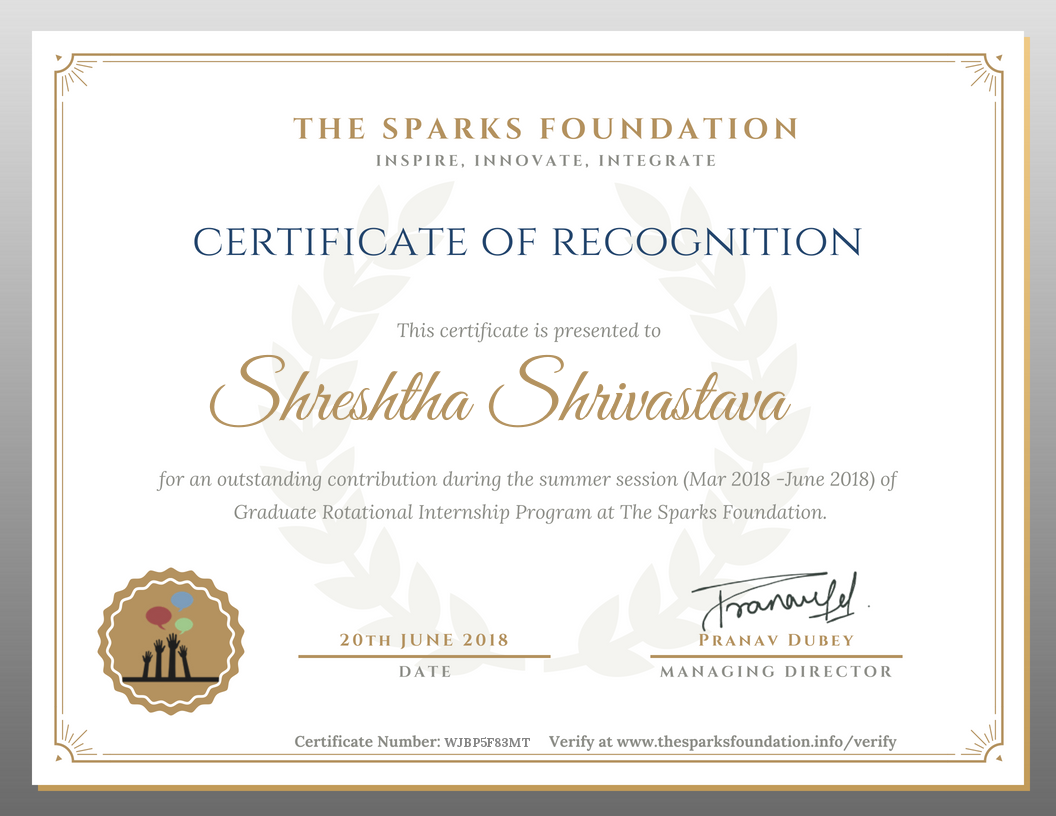 THE SPARKS FOUNDATION
INSPIRE, INNOVATE, INTEGRATE
CERTIFICATE OF RECOGNITION
This certificate is presented to
Shreshtha Shrivastava
for an outstanding contribution during the summer session (Mar 2018 -June 2018) of
Graduate Rotational Internship Program at The Sparks Foundation.
20TH JUNE 2018
DATE
PRANAV DUBEY
MANAGING DIRECTOR
Certificate Number: WJBP5F83MT Verify at www.thesparksfoundation.info/verify